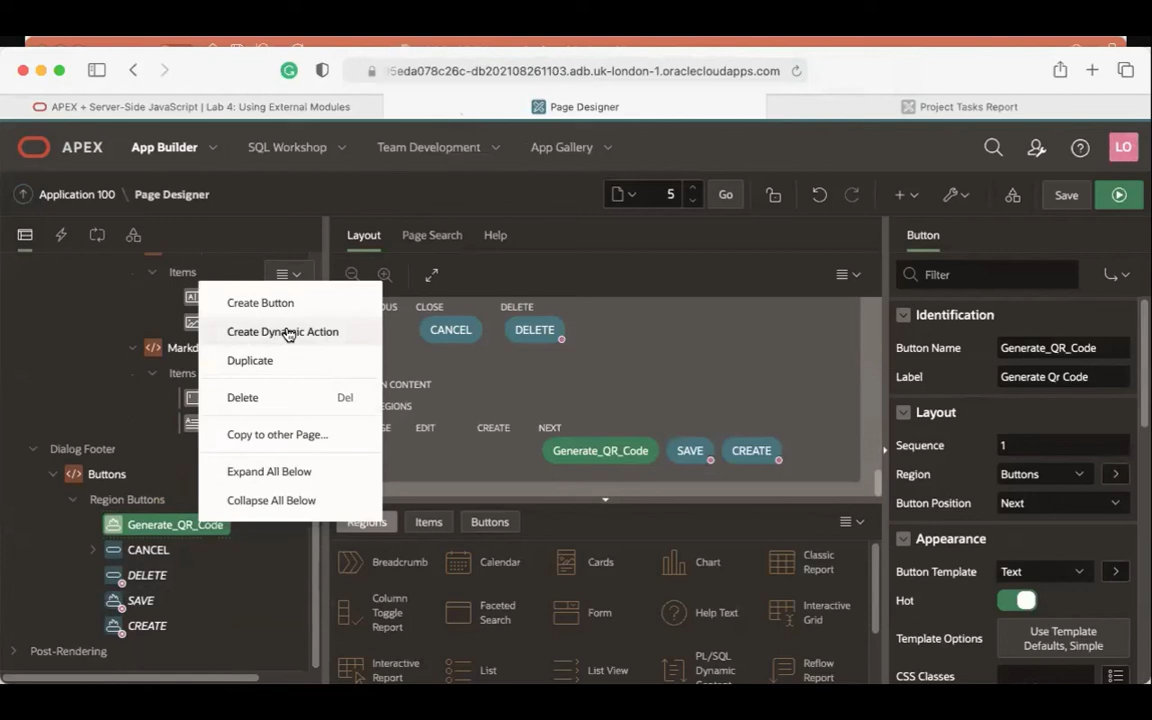 5eda078c26c-db202108261103.adb.uk-london-1.oraclecloudapps.com
APEX + Server-Side JavaScript | Lab 4: Using External Modules
Page Designer
Project Tasks Report
APEX
App Builder
SQL Workshop
Team Development
App Gallery
LO
Application 100
\
Page Designer
5
Go
Save
Layout
Page Search
Help
Button
Items
Filter
Create Button
Create Dynamic Action
Duplicate
Delete
Del
Copy to other Page...
Expand All Below
Collapse All Below
Markd
Items
Dialog Footer
Buttons
Region Buttons
Generate_QR_Code
CANCEL
DELETE
SAVE
CREATE
Post-Rendering
OUS
CLOSE
DELETE
CANCEL
DELETE
N CONTENT
EGIONS
GE
EDIT
CREATE
NEXT
Generate_QR_Code
SAVE
CREATE
Regions
Items
Buttons
Breadcrumb
Calendar
Cards
Chart
Classic
Report
Column
Toggle
Report
Faceted
Search
Form
Help Text
Interactive
Grid
Interactive
Report
List
List View
PL/SQL
Dynamic
Reflow
Report
Identification
Button Name
Generate_QR_Code
Label
Generate Qr Code
Layout
Sequence
1
Region
Buttons
Button Position
Next
Appearance
Button Template
Text
Hot
Template Options
Use Template
Defaults, Simple
CSS Classes